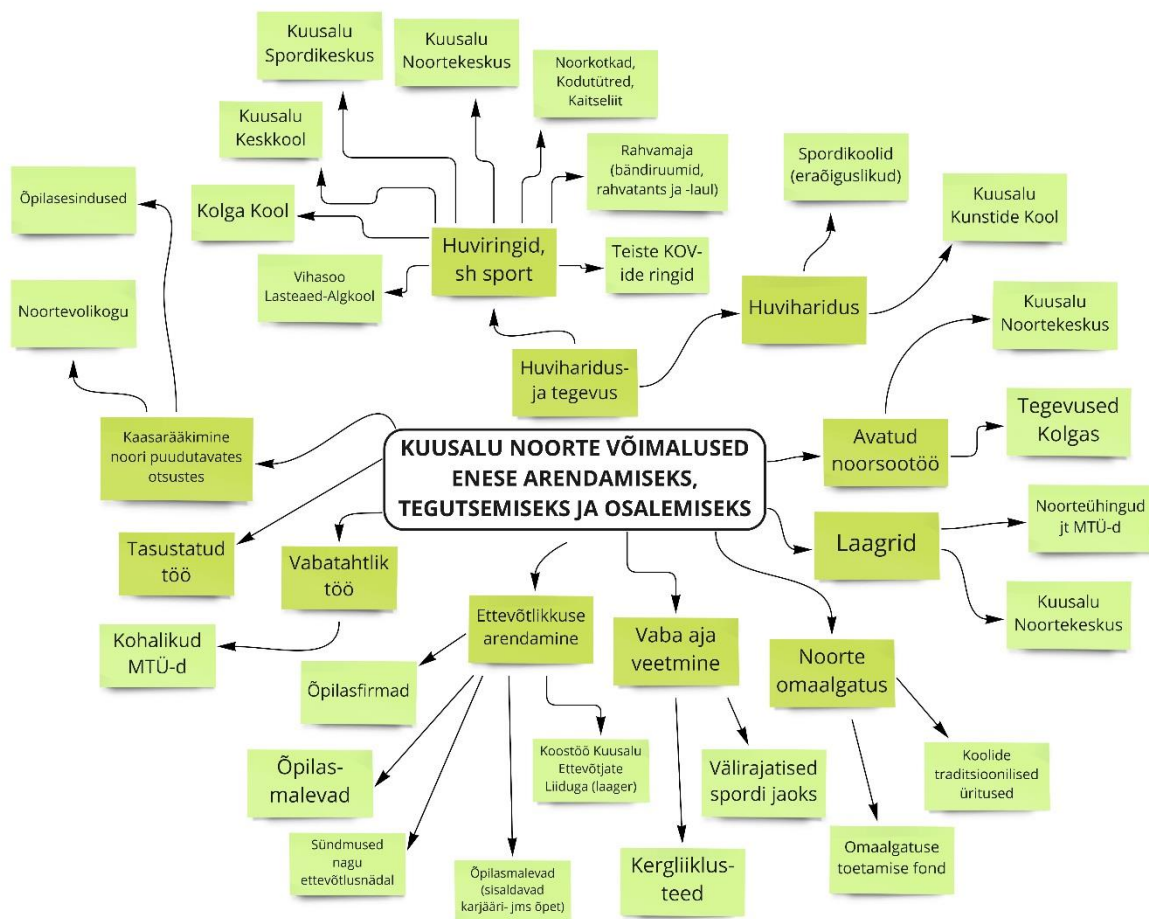 Kuusalu
Spordikeskus
Kuusalu
Noortekeskus
Noorkotkad,
Kodutütred,
Kaitseliit
Kuusalu
Keskkool
Rahvamaja
(bändiruumid,
rahvatants ja -laul)
Spordikoolid
(eraõiguslikud)
Kuusalu
Kunstide Kool
Õpilasesindused
Kolga Kool
Huviringid,
sh sport
Teiste KOV-
ide ringid
Vihasoo
Lasteaed-Algkool
Noortevolikogu
Huviharidus
Kuusalu
Noortekeskus
Huviharidus-
ja tegevus
Kaasarääkimine
noori puudutavates
otsustes
KUUSALU NOORTE VÕIMALUSED
ENESE ARENDAMISEKS,
TEGUTSEMISEKS JA OSALEMISEKS
Avatud
noorsootöö
Tegevused
Kolgas
Tasustatud
töö
Vabatahtlik
töö
Laagrid
Noorteühingud
jt MTÜ-d
Kuusalu
Noortekeskus
Kohalikud
MTÜ-d
Ettevõtlikkuse
arendamine
Vaba aja
veetmine
Noorte
omaalgatus
Õpilasfirmad
Õpilas-
malevad
Koostöö Kuusalu
Ettevõtjate
Liiduga (laager)
Välirajatised
spordi jaoks
Koolide
traditsioonilised
üritused
Sündmused
nagu
ettevõtlusnädal
Õpilasmalevad
(sisaldavad
karjääri- jms õpet)
Kergliiklus-
teed
Omaalgatuse
toetamise fond